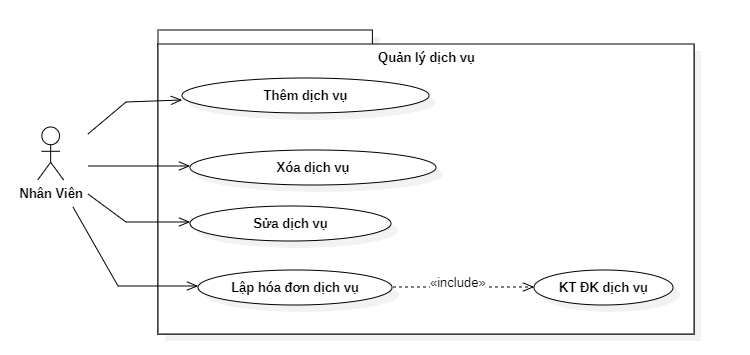 Quản lý dịch vụ
Thêm dịch vụ
Xóa dịch vụ
Nhân Viên
Sửa dịch vụ
Lập hóa đơn dịch vụ
«include»
KT ĐK dịch vụ